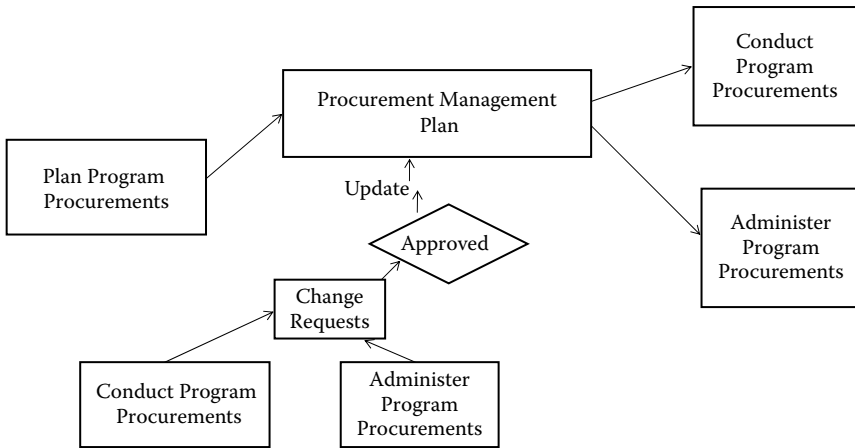 Conduct
Program
Procurements
Procurement Management
Plan
Plan Program
Procurements
Update
Administer
Program
Procurements
Approved
Change
Requests
Conduct Program
Procurements
Administer
Program
Procurements